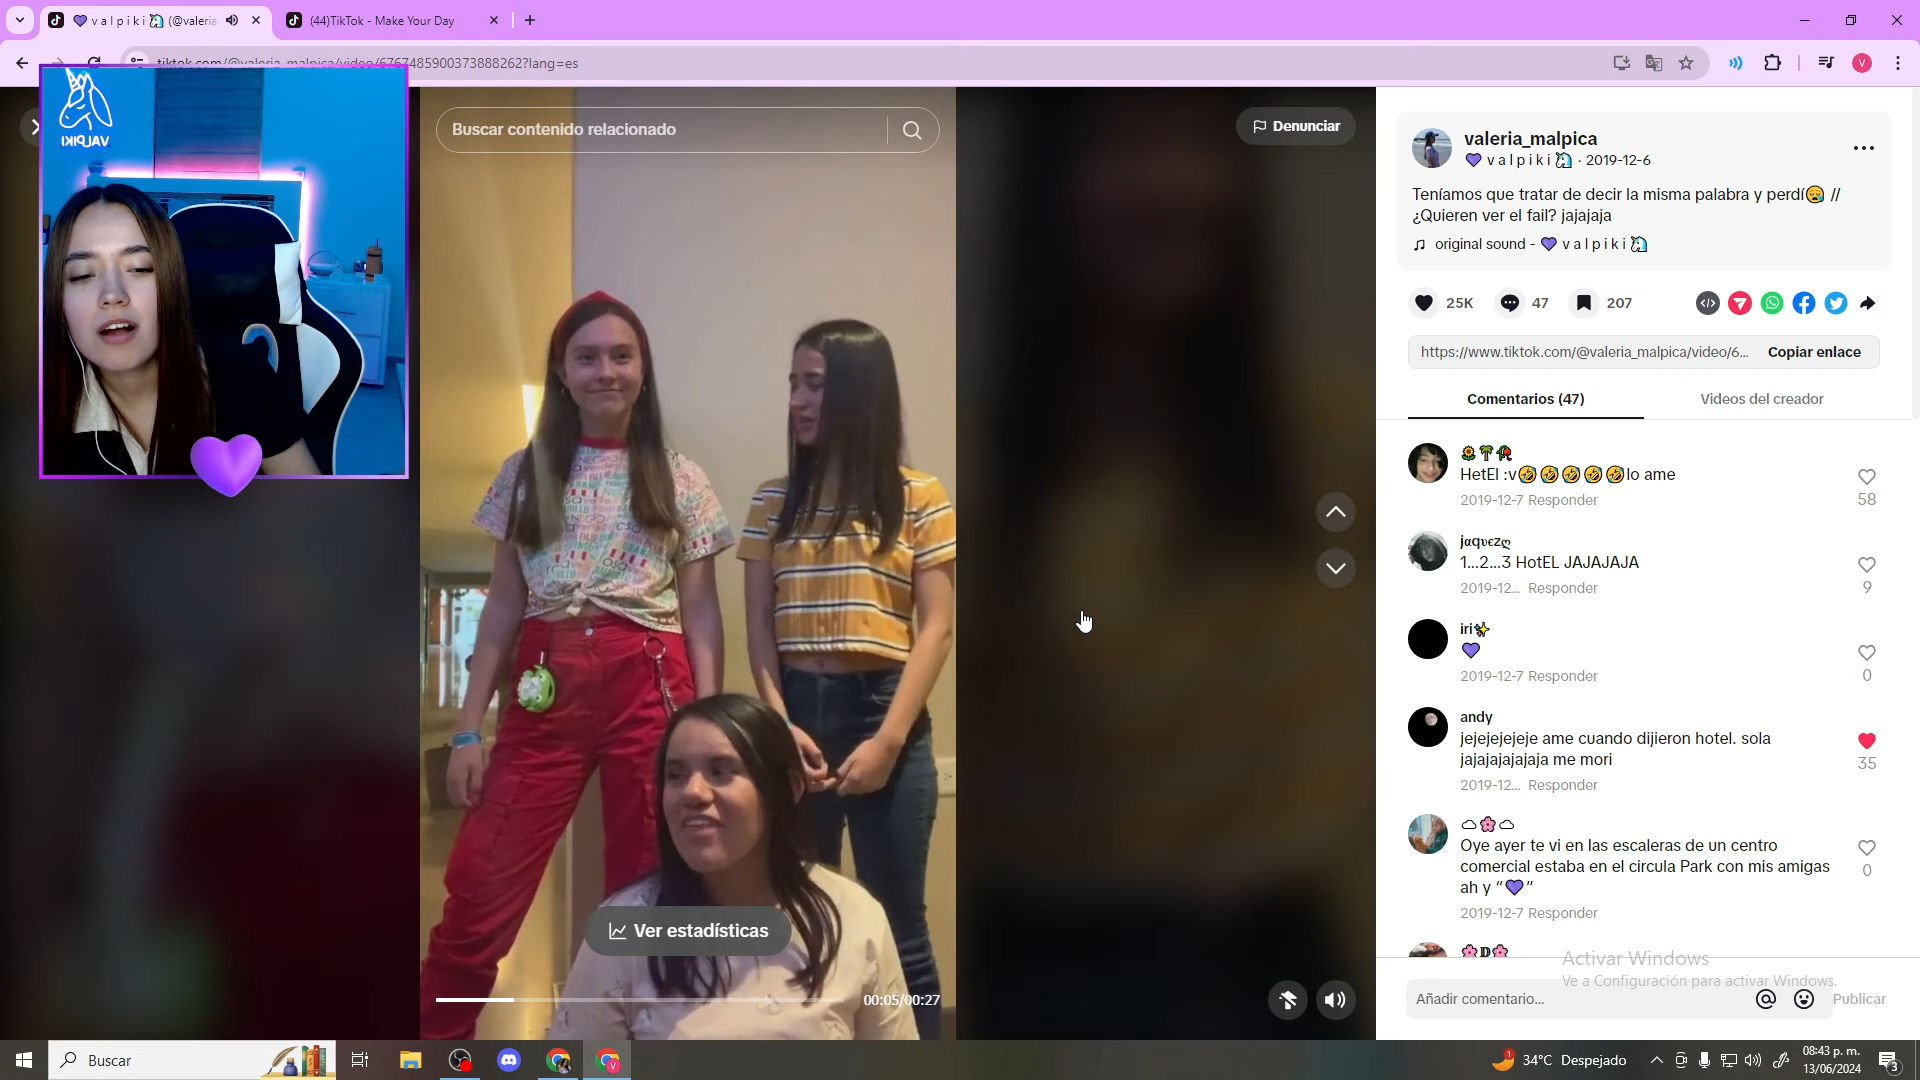 💜 v a l p i k i 🦄 (@valeria
(44)TikTok - Make Your Day
tiktok.com/@valeria_malpica/video/6767485900373888262?lang=es
V
VALPIKI
Buscar contenido relacionado
Denunciar
Ver estadísticas
00:05/00:27
valeria_malpica
💜 v a l p i k i 🦄 · 2019-12-6
Teníamos que tratar de decir la misma palabra y perdí😪 //
¿Quieren ver el fail? jajajaja
original sound - 💜 v a l p i k i 🦄
25K
47
207
https://www.tiktok.com/@valeria_malpica/video/6...
Copiar enlace
Comentarios (47)
Videos del creador
🌻🌴🥀
HetEl :v🤣🤣🤣🤣🤣lo ame
2019-12-7 Responder
58
jαqυєzღ
1...2...3 HotEL JAJAJAJA
2019-12... Responder
9
iri✨
💜
2019-12-7 Responder
0
andy
jejejejejeje ame cuando dijieron hotel. sola
jajajajajajaja me mori
2019-12... Responder
35
☁🌸☁
Oye ayer te vi en las escaleras de un centro
comercial estaba en el circula Park con mis amigas
ah y “💜”
2019-12-7 Responder
0
🌸D🌸
Activar Windows
Ve a Configuración para activar Windows.
Añadir comentario...
Publicar
Buscar
1
34°C Despejado
08:43 p. m.
13/06/2024
3